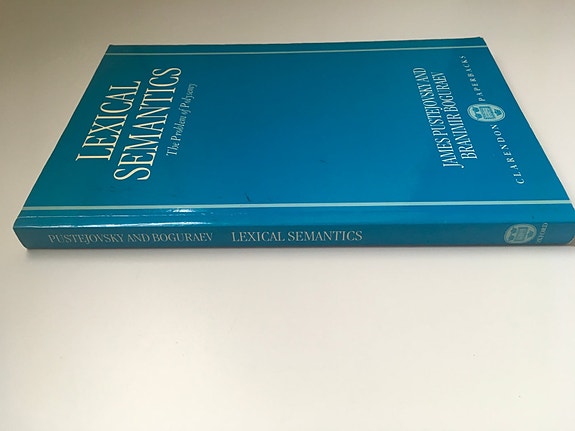 LEXICAL
SEMANTICS
The Problem of Polysemy
JAMES PUSTEJOVSKY AND
BRANIMIR BOGURAEV
CLARENDON PAPERBACKS
PUSTEJOVSKY AND BOGURAEV LEXICAL SEMANTICS
OXFORD